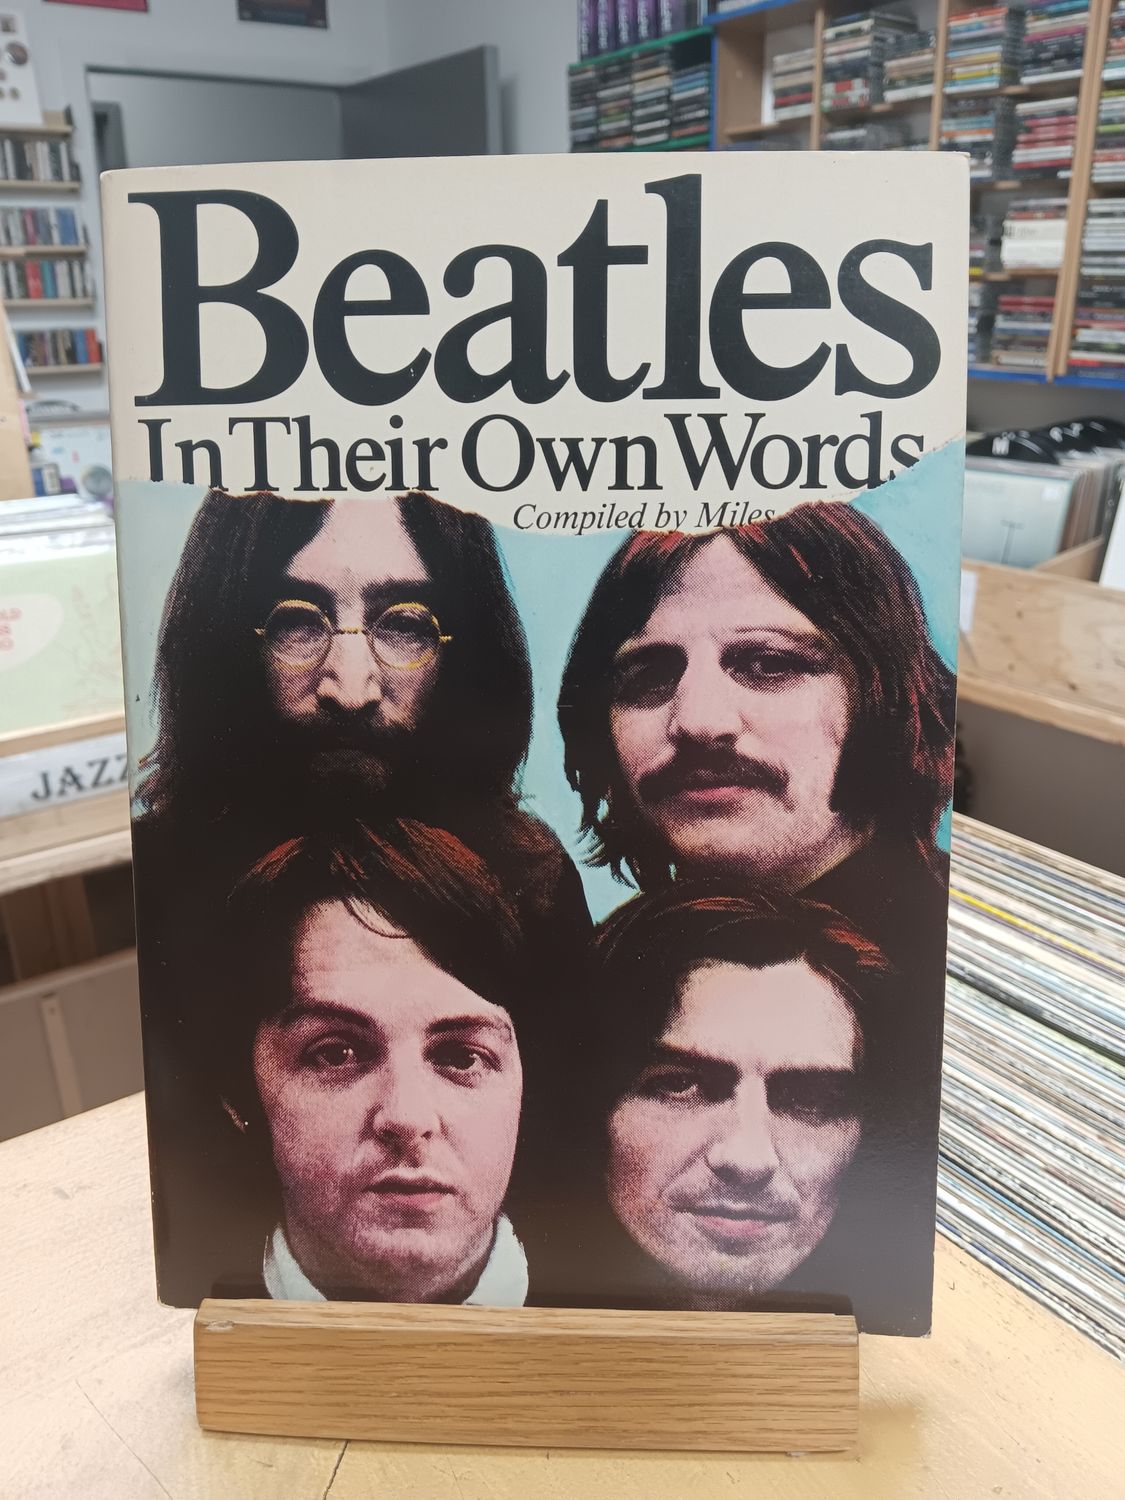 Beatles
In Their Own Words
Compiled by Miles
JAZZ